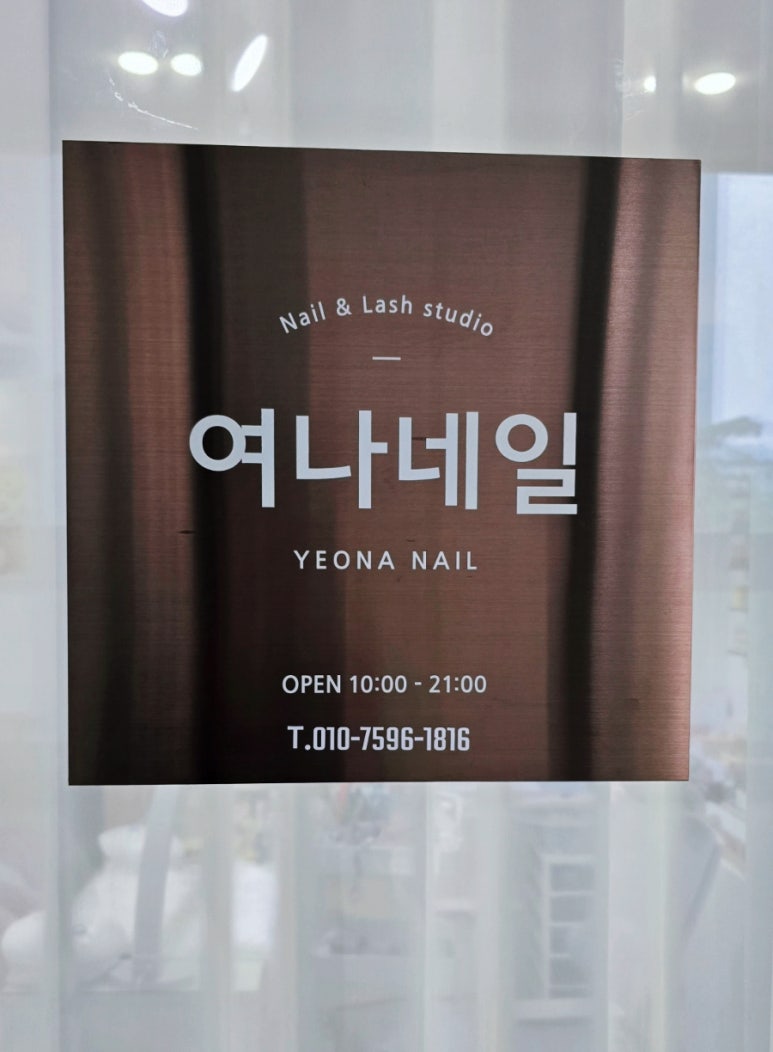 Nail & Lash studio
여나네일
YEONA NAIL
OPEN 10:00 - 21:00
T.010-7596-1816